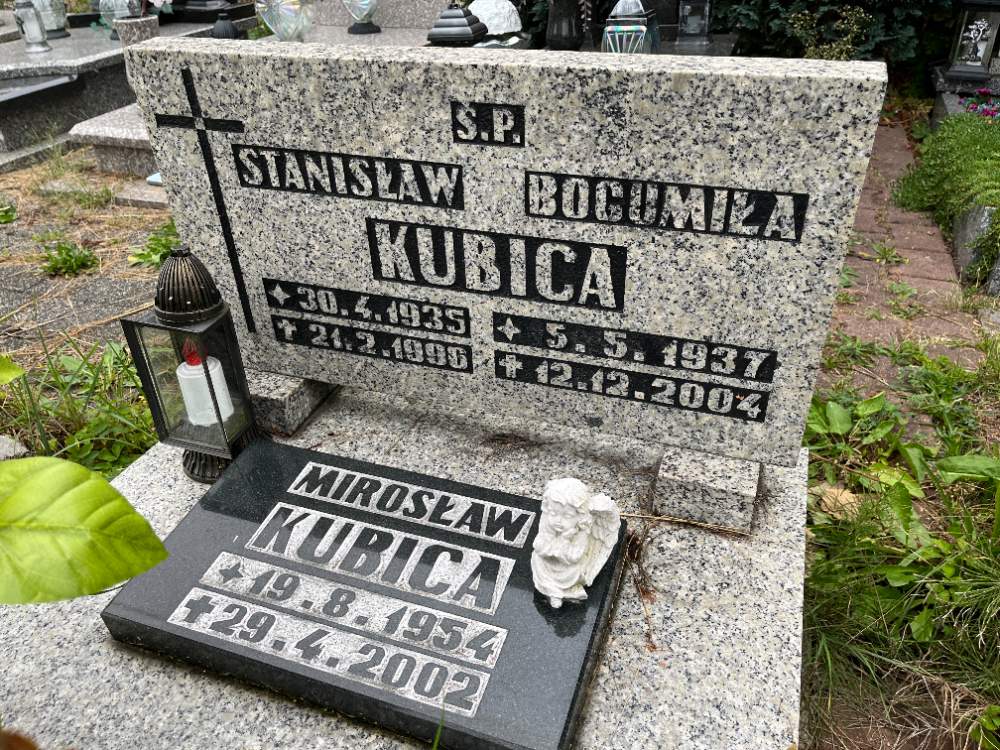 Ś.P.
STANISŁAW BOGUMIŁA
KUBICA
* 30.4.1935
† 21.2.1996
* 5.5.1937
† 12.12.2004
MIROSŁAW
KUBICA
* 19.8.1954
† 29.4.2002